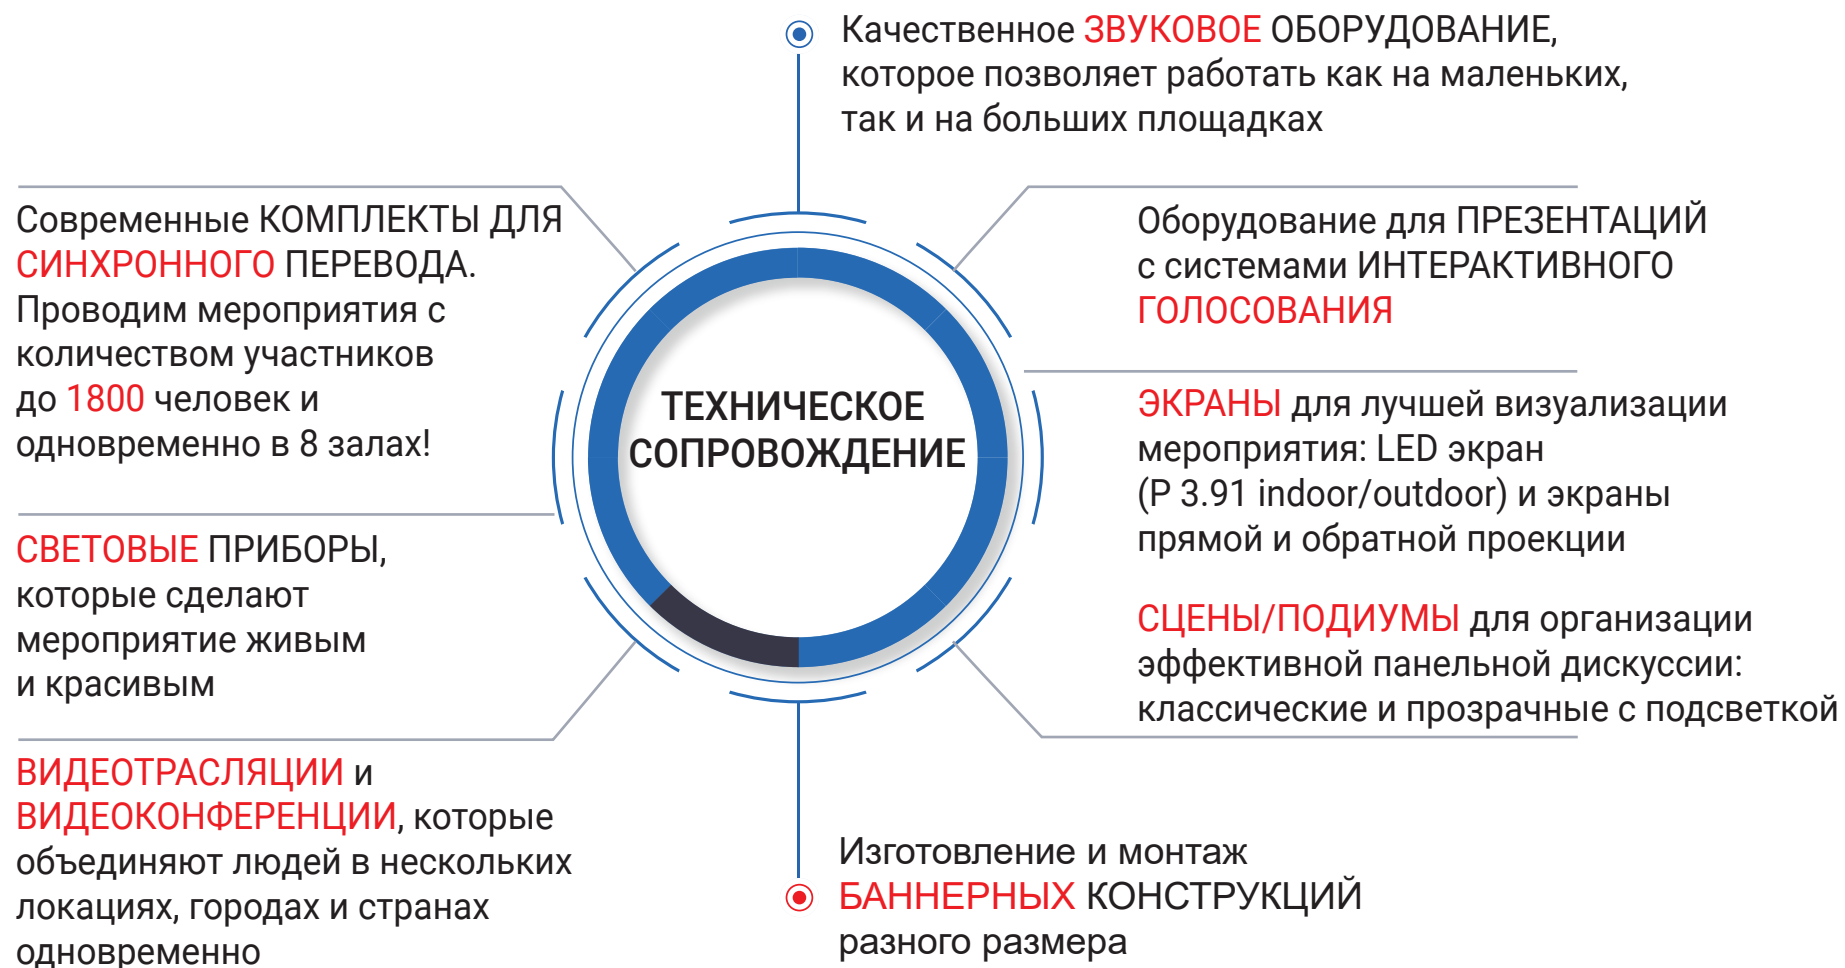 Качественное ЗВУКОВОЕ ОБОРУДОВАНИЕ,
которое позволяет работать как на маленьких,
так и на больших площадках
Современные КОМПЛЕКТЫ ДЛЯ
СИНХРОННОГО ПЕРЕВОДА.
Проводим мероприятия с
количеством участников
до 1800 человек и
одновременно в 8 залах!
СВЕТОВЫЕ ПРИБОРЫ,
которые сделают
мероприятие живым
и красивым
ВИДЕОТРАСЛЯЦИИ и
ВИДЕОКОНФЕРЕНЦИИ, которые
объединяют людей в нескольких
локациях, городах и странах
одновременно
ТЕХНИЧЕСКОЕ
СОПРОВОЖДЕНИЕ
Оборудование для ПРЕЗЕНТАЦИЙ
с системами ИНТЕРАКТИВНОГО
ГОЛОСОВАНИЯ
ЭКРАНЫ для лучшей визуализации
мероприятия: LED экран
(P 3.91 indoor/outdoor) и экраны
прямой и обратной проекции
СЦЕНЫ/ПОДИУМЫ для организации
эффективной панельной дискуссии:
классические и прозрачные с подсветкой
Изготовление и монтаж
БАННЕРНЫХ КОНСТРУКЦИЙ
разного размера